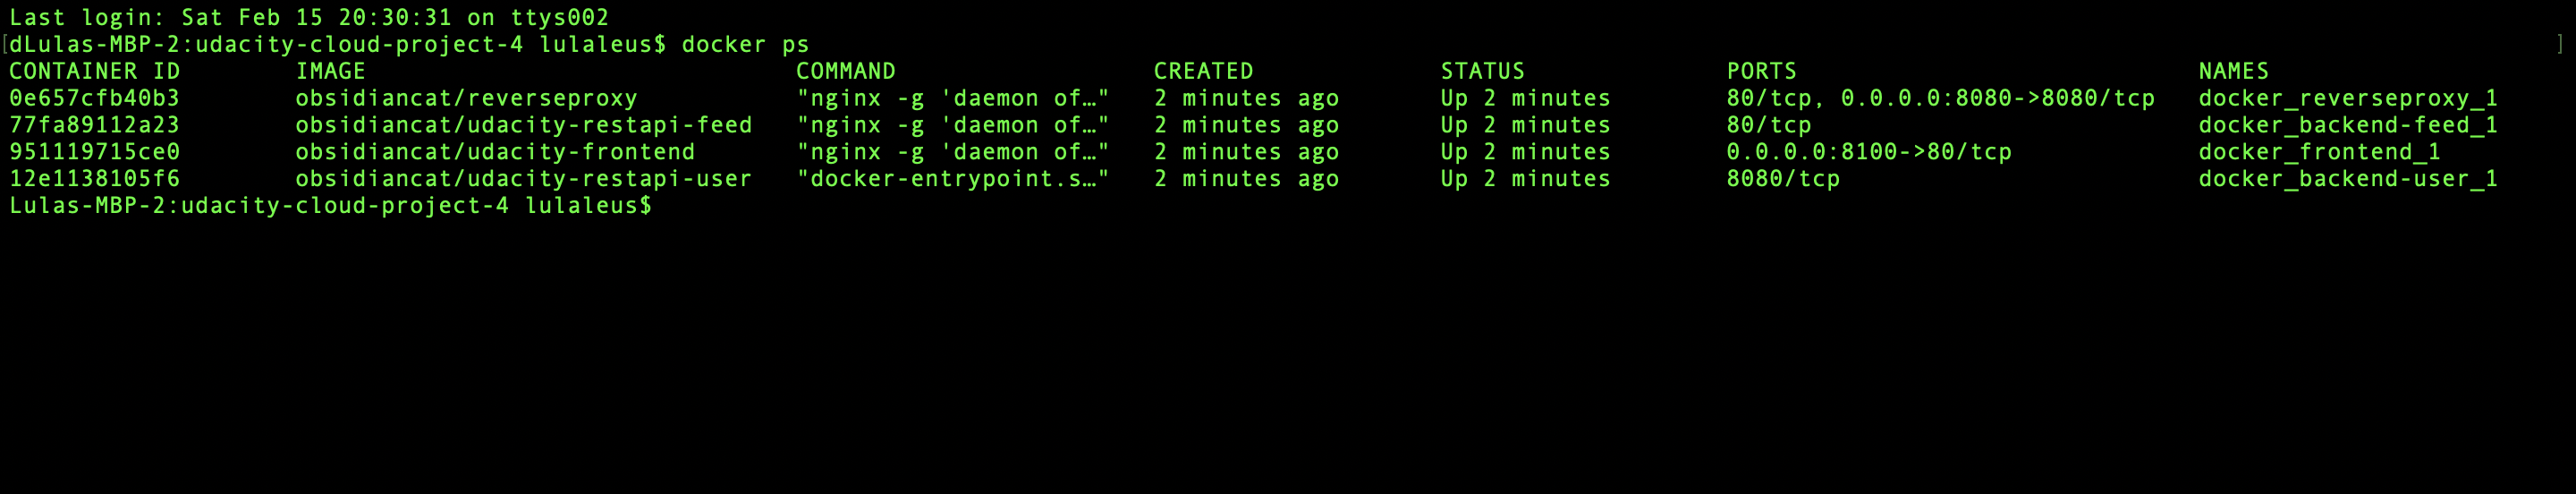 Last login: Sat Feb 15 20:30:31 on ttys002
[dLulas-MBP-2:udacity-cloud-project-4 lulaleus$ docker ps ]
CONTAINER ID        IMAGE                              COMMAND                  CREATED             STATUS              PORTS                            NAMES
0e657cfb40b3        obsidiancat/reverseproxy           "nginx -g 'daemon of…"   2 minutes ago       Up 2 minutes        80/tcp, 0.0.0.0:8080->8080/tcp   docker_reverseproxy_1
77fa89112a23        obsidiancat/udacity-restapi-feed   "nginx -g 'daemon of…"   2 minutes ago       Up 2 minutes        80/tcp                           docker_backend-feed_1
951119715ce0        obsidiancat/udacity-frontend       "nginx -g 'daemon of…"   2 minutes ago       Up 2 minutes        0.0.0.0:8100->80/tcp             docker_frontend_1
12e1138105f6        obsidiancat/udacity-restapi-user   "docker-entrypoint.s…"   2 minutes ago       Up 2 minutes        8080/tcp                         docker_backend-user_1
Lulas-MBP-2:udacity-cloud-project-4 lulaleus$